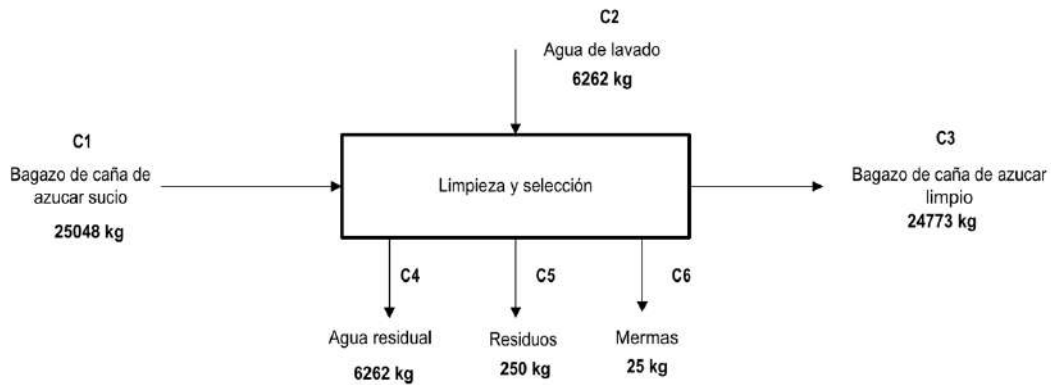 C2
Agua de lavado
6262 kg
C1
Bagazo de caña de
azucar sucio
25048 kg
Limpieza y selección
C3
Bagazo de caña de azucar
limpio
24773 kg
C4
Agua residual
6262 kg
C5
Residuos
250 kg
C6
Mermas
25 kg